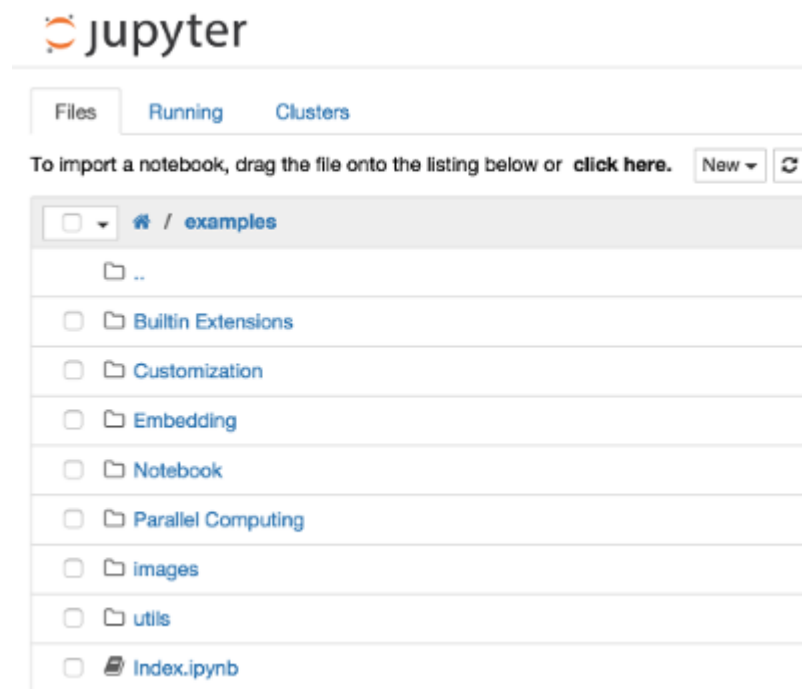 jupyter
Files Running Clusters
To import a notebook, drag the file onto the listing below or click here. New
/ examples
..
Builtin Extensions
Customization
Embedding
Notebook
Parallel Computing
images
utils
Index.ipynb